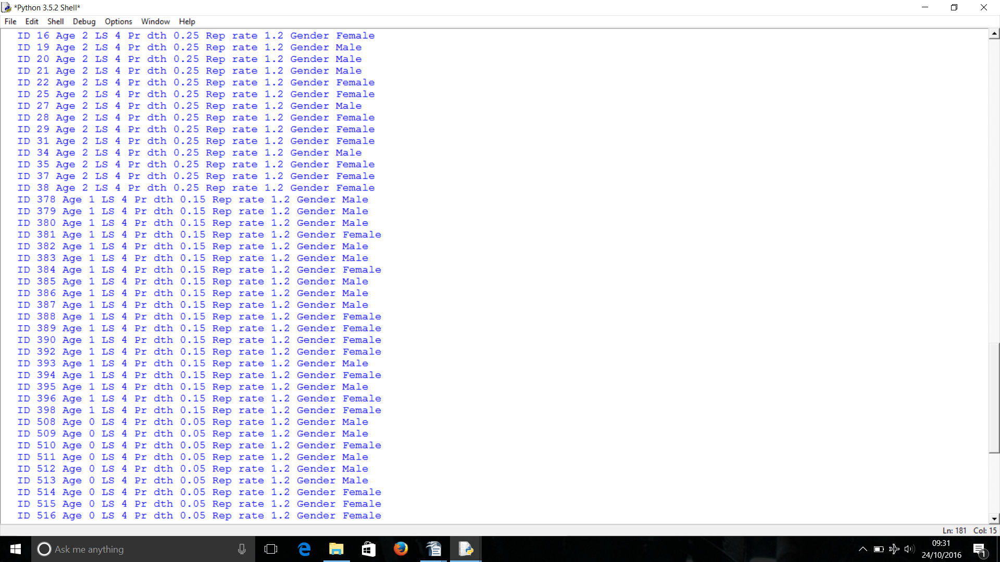 *Python 3.5.2 Shell*
File Edit Shell Debug Options Window Help
ID 16 Age 2 LS 4 Pr dth 0.25 Rep rate 1.2 Gender Female
ID 19 Age 2 LS 4 Pr dth 0.25 Rep rate 1.2 Gender Male
ID 20 Age 2 LS 4 Pr dth 0.25 Rep rate 1.2 Gender Male
ID 21 Age 2 LS 4 Pr dth 0.25 Rep rate 1.2 Gender Male
ID 22 Age 2 LS 4 Pr dth 0.25 Rep rate 1.2 Gender Female
ID 25 Age 2 LS 4 Pr dth 0.25 Rep rate 1.2 Gender Female
ID 27 Age 2 LS 4 Pr dth 0.25 Rep rate 1.2 Gender Male
ID 28 Age 2 LS 4 Pr dth 0.25 Rep rate 1.2 Gender Female
ID 29 Age 2 LS 4 Pr dth 0.25 Rep rate 1.2 Gender Female
ID 31 Age 2 LS 4 Pr dth 0.25 Rep rate 1.2 Gender Female
ID 34 Age 2 LS 4 Pr dth 0.25 Rep rate 1.2 Gender Male
ID 35 Age 2 LS 4 Pr dth 0.25 Rep rate 1.2 Gender Female
ID 37 Age 2 LS 4 Pr dth 0.25 Rep rate 1.2 Gender Female
ID 38 Age 2 LS 4 Pr dth 0.25 Rep rate 1.2 Gender Female
ID 378 Age 1 LS 4 Pr dth 0.15 Rep rate 1.2 Gender Male
ID 379 Age 1 LS 4 Pr dth 0.15 Rep rate 1.2 Gender Male
ID 380 Age 1 LS 4 Pr dth 0.15 Rep rate 1.2 Gender Male
ID 381 Age 1 LS 4 Pr dth 0.15 Rep rate 1.2 Gender Female
ID 382 Age 1 LS 4 Pr dth 0.15 Rep rate 1.2 Gender Male
ID 383 Age 1 LS 4 Pr dth 0.15 Rep rate 1.2 Gender Male
ID 384 Age 1 LS 4 Pr dth 0.15 Rep rate 1.2 Gender Female
ID 385 Age 1 LS 4 Pr dth 0.15 Rep rate 1.2 Gender Male
ID 386 Age 1 LS 4 Pr dth 0.15 Rep rate 1.2 Gender Male
ID 387 Age 1 LS 4 Pr dth 0.15 Rep rate 1.2 Gender Male
ID 388 Age 1 LS 4 Pr dth 0.15 Rep rate 1.2 Gender Female
ID 389 Age 1 LS 4 Pr dth 0.15 Rep rate 1.2 Gender Female
ID 390 Age 1 LS 4 Pr dth 0.15 Rep rate 1.2 Gender Female
ID 392 Age 1 LS 4 Pr dth 0.15 Rep rate 1.2 Gender Female
ID 393 Age 1 LS 4 Pr dth 0.15 Rep rate 1.2 Gender Male
ID 394 Age 1 LS 4 Pr dth 0.15 Rep rate 1.2 Gender Female
ID 395 Age 1 LS 4 Pr dth 0.15 Rep rate 1.2 Gender Male
ID 396 Age 1 LS 4 Pr dth 0.15 Rep rate 1.2 Gender Female
ID 398 Age 1 LS 4 Pr dth 0.15 Rep rate 1.2 Gender Female
ID 508 Age 0 LS 4 Pr dth 0.05 Rep rate 1.2 Gender Male
ID 509 Age 0 LS 4 Pr dth 0.05 Rep rate 1.2 Gender Male
ID 510 Age 0 LS 4 Pr dth 0.05 Rep rate 1.2 Gender Female
ID 511 Age 0 LS 4 Pr dth 0.05 Rep rate 1.2 Gender Male
ID 512 Age 0 LS 4 Pr dth 0.05 Rep rate 1.2 Gender Male
ID 513 Age 0 LS 4 Pr dth 0.05 Rep rate 1.2 Gender Male
ID 514 Age 0 LS 4 Pr dth 0.05 Rep rate 1.2 Gender Female
ID 515 Age 0 LS 4 Pr dth 0.05 Rep rate 1.2 Gender Female
ID 516 Age 0 LS 4 Pr dth 0.05 Rep rate 1.2 Gender Female
Ln: 181 Col: 15
Ask me anything
09:31
24/10/2016
1